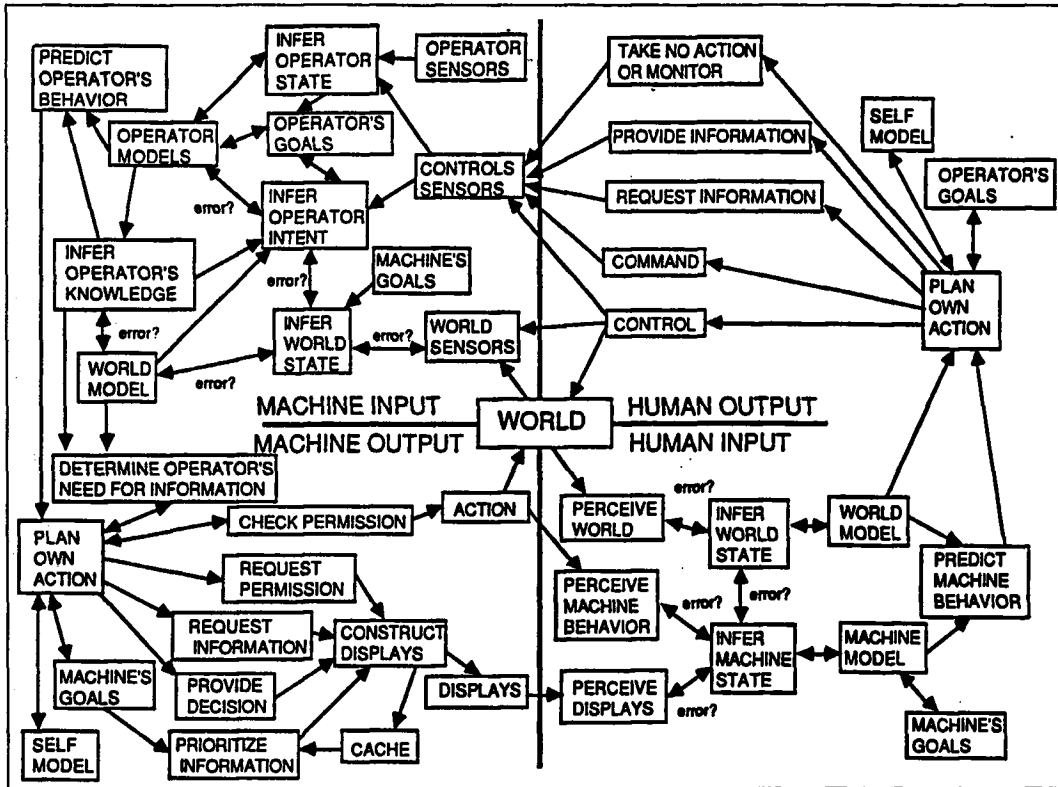 INFER
OPERATOR
STATE
OPERATOR
SENSORS
PREDICT
OPERATOR'S
BEHAVIOR
OPERATOR
MODELS
OPERATOR'S
GOALS
CONTROLS
SENSORS
error?
INFER
OPERATOR
INTENT
INFER
OPERATOR'S
KNOWLEDGE
MACHINE'S
GOALS
error?
error?
INFER
WORLD
STATE
WORLD
SENSORS
error?
WORLD
MODEL
error?
MACHINE INPUT
TAKE NO ACTION
OR MONITOR
PROVIDE INFORMATION
REQUEST INFORMATION
COMMAND
CONTROL
SELF
MODEL
OPERATOR'S
GOALS
PLAN
OWN
ACTION
HUMAN OUTPUT
WORLD
MACHINE OUTPUT
DETERMINE OPERATOR'S
NEED FOR INFORMATION
PLAN
OWN
ACTION
CHECK PERMISSION
ACTION
REQUEST
PERMISSION
REQUEST
INFORMATION
CONSTRUCT
DISPLAYS
MACHINE'S
GOALS
PROVIDE
DECISION
DISPLAYS
SELF
MODEL
PRIORITIZE
INFORMATION
CACHE
HUMAN INPUT
PERCEIVE
WORLD
error?
INFER
WORLD
STATE
WORLD
MODEL
PERCEIVE
MACHINE
BEHAVIOR
error?
error?
PREDICT
MACHINE
BEHAVIOR
INFER
MACHINE
STATE
MACHINE
MODEL
PERCEIVE
DISPLAYS
error?
MACHINE'S
GOALS